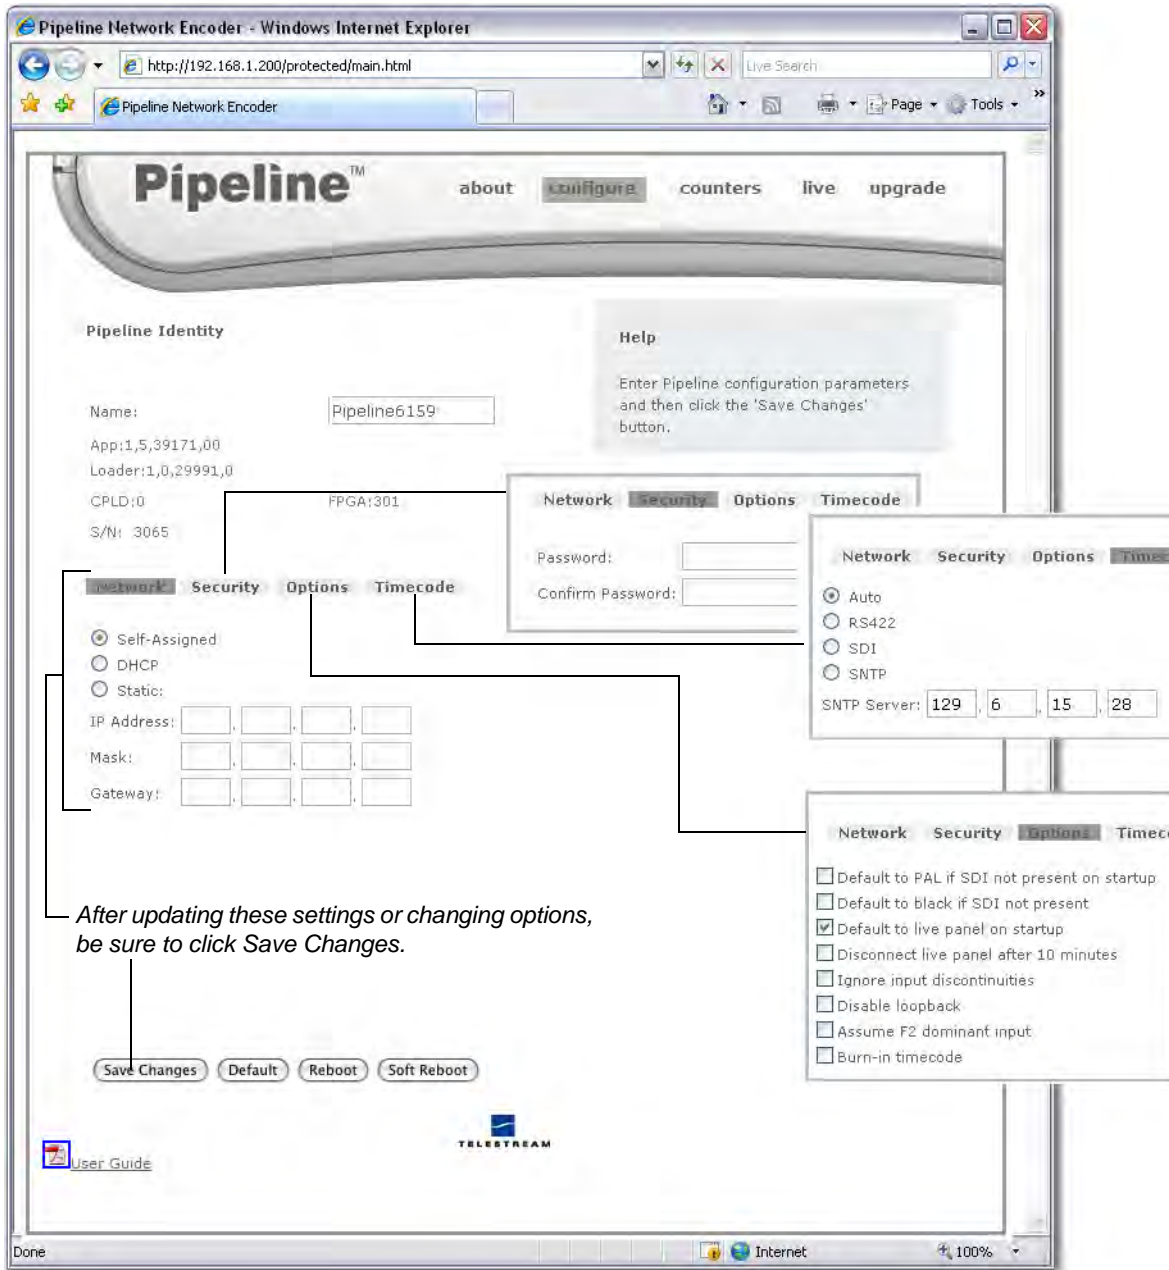 Pipeline Network Encoder - Windows Internet Explorer
http://192.168.1.200/protected/main.html
Live Search
Pipeline Network Encoder
Page
Tools
»
Pipeline™
about configure counters live upgrade
Pipeline Identity
Help
Enter Pipeline configuration parameters
and then click the 'Save Changes'
button.
Name: Pipeline6159
App:1,5,39171,00
Loader:1,0,29991,0
CPLD:0 FPGA:301
S/N: 3065
Network Security Options Timecode
Password:
Confirm Password:
Network Security Options Timecode
Self-Assigned
DHCP
Static:
IP Address: . . .
Mask: . . .
Gateway: . . .
Network Security Options Timec
Auto
RS422
SDI
SNTP
SNTP Server: 129 . 6 . 15 . 28
Network Security Options Timec
Default to PAL if SDI not present on startup
Default to black if SDI not present
Default to live panel on startup
Disconnect live panel after 10 minutes
Ignore input discontinuities
Disable loopback
Assume F2 dominant input
Burn-in timecode
After updating these settings or changing options,
be sure to click Save Changes.
Save Changes Default Reboot Soft Reboot
TELESTREAM
User Guide
Done
Internet
100%